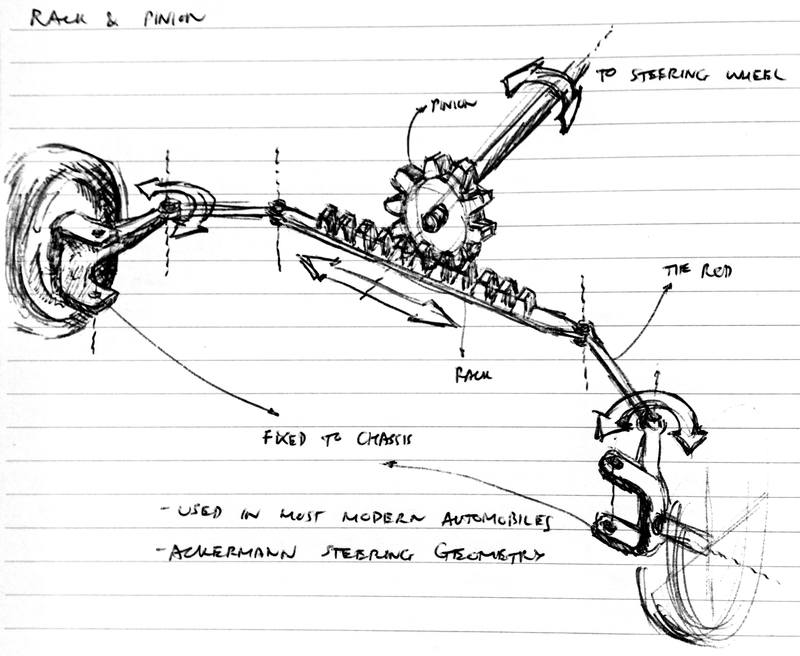 RACK & PINION
TO STEERING WHEEL
PINION
TIE ROD
RACK
FIXED TO CHASSIS
- USED IN MOST MODERN AUTOMOBILES
- ACKERMANN STEERING GEOMETRY